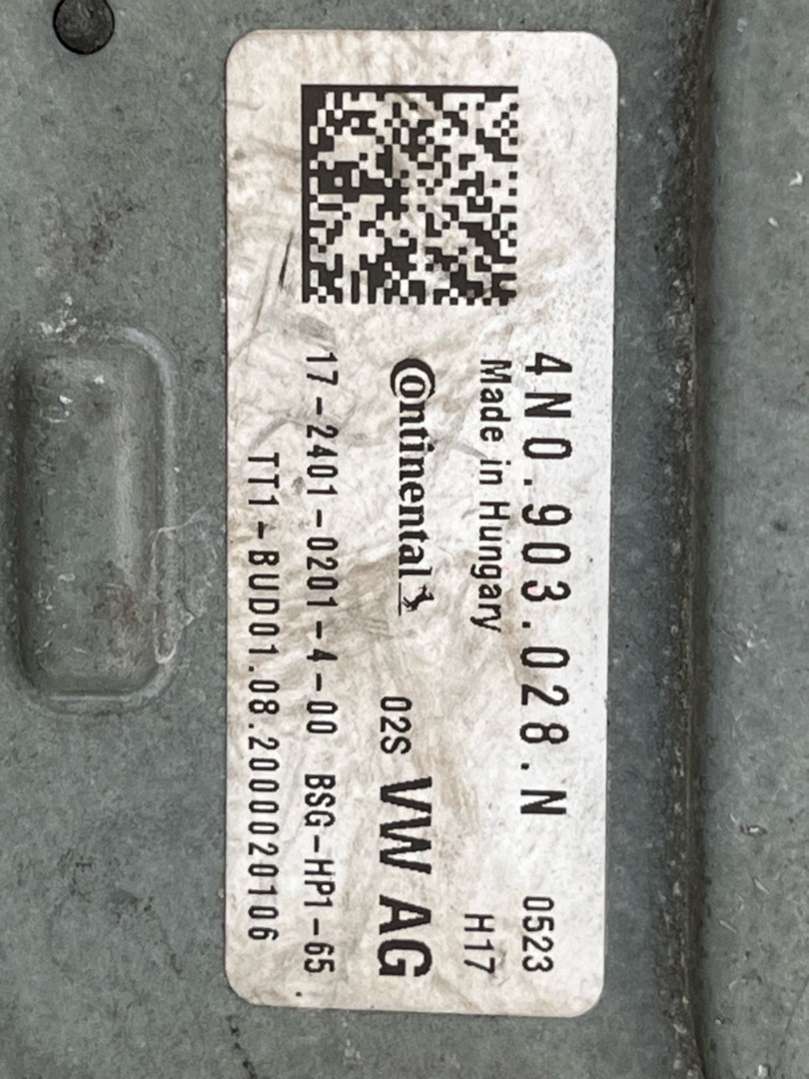 4N0.903.028.N 0523
Made in Hungary H17
Continental 02S VW AG
17-2401-0201-4-00 BSG-HP1-65
TT1-BUD01.08.2000020106